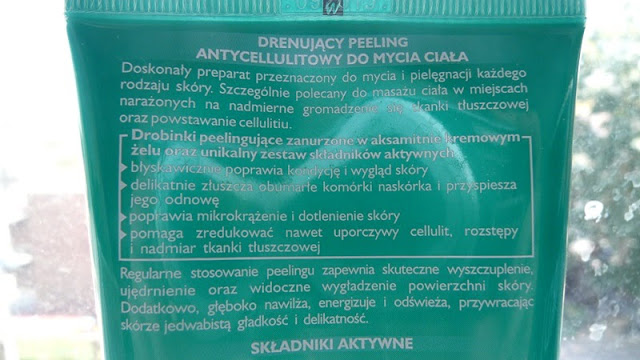 DRENUJĄCY PEELING
ANTYCELLULITOWY DO MYCIA CIAŁA
Doskonały preparat przeznaczony do mycia i pielęgnacji każdego
rodzaju skóry. Szczególnie polecany do masażu ciała w miejscach
narażonych na nadmierne gromadzenie się tkanki tłuszczowej
oraz powstawanie cellulitu.
Drobinki peelingujące zanurzone w aksamitnie kremowym
żelu oraz unikalny zestaw składników aktywnych
błyskawicznie poprawia kondycję i wygląd skóry
delikatnie złuszcza obumarłe komórki naskórka i przyspiesza
jego odnowę
poprawia mikrokrążenie i dotlenienie skóry
pomaga zredukować nawet uporczywy cellulit, rozstępy
i nadmiar tkanki tłuszczowej
Regularne stosowanie peelingu zapewnia skuteczne wyszczuplenie,
ujędrnienie oraz widoczne wygładzenie powierzchni skóry.
Dodatkowo, głęboko nawilża, energizuje i odświeża, przywracając
skórze jedwabistą gładkość i delikatność.
SKŁADNIKI AKTYWNE